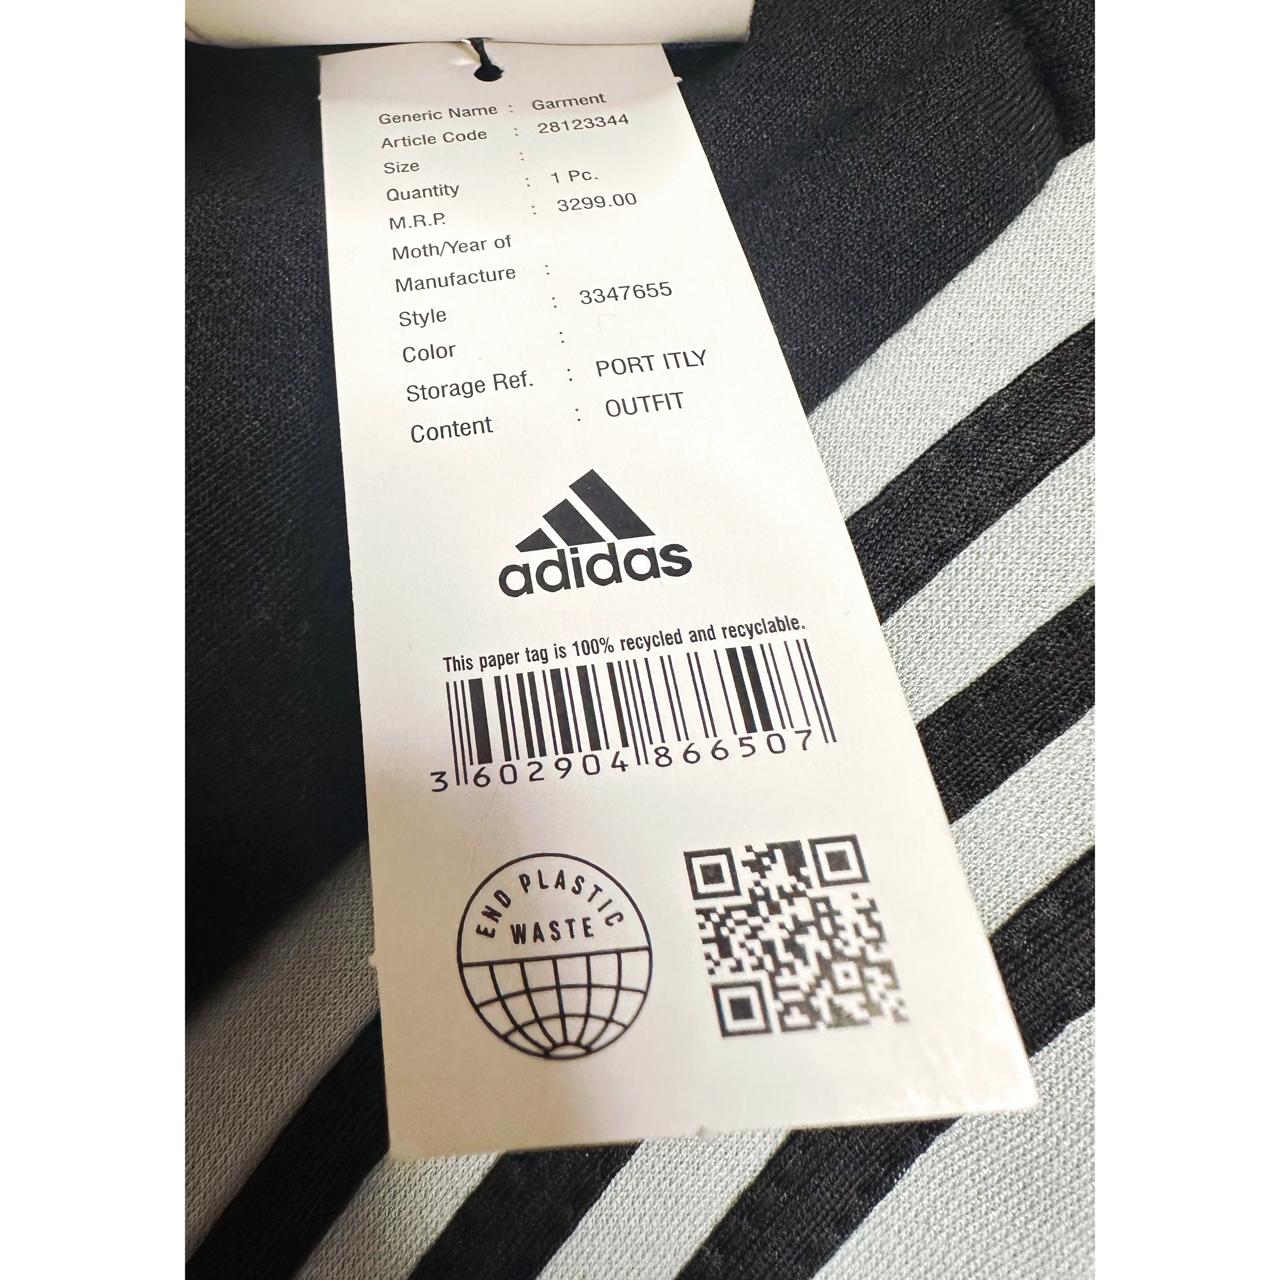 Generic Name : Garment
Article Code : 28123344
Size :
Quantity : 1 Pc.
M.R.P. : 3299.00
Moth/Year of
Manufacture :
Style : 3347655
Color :
Storage Ref. : PORT ITLY
Content : OUTFIT
adidas
This paper tag is 100% recycled and recyclable.
3 602904 866507
END PLASTIC
WASTE